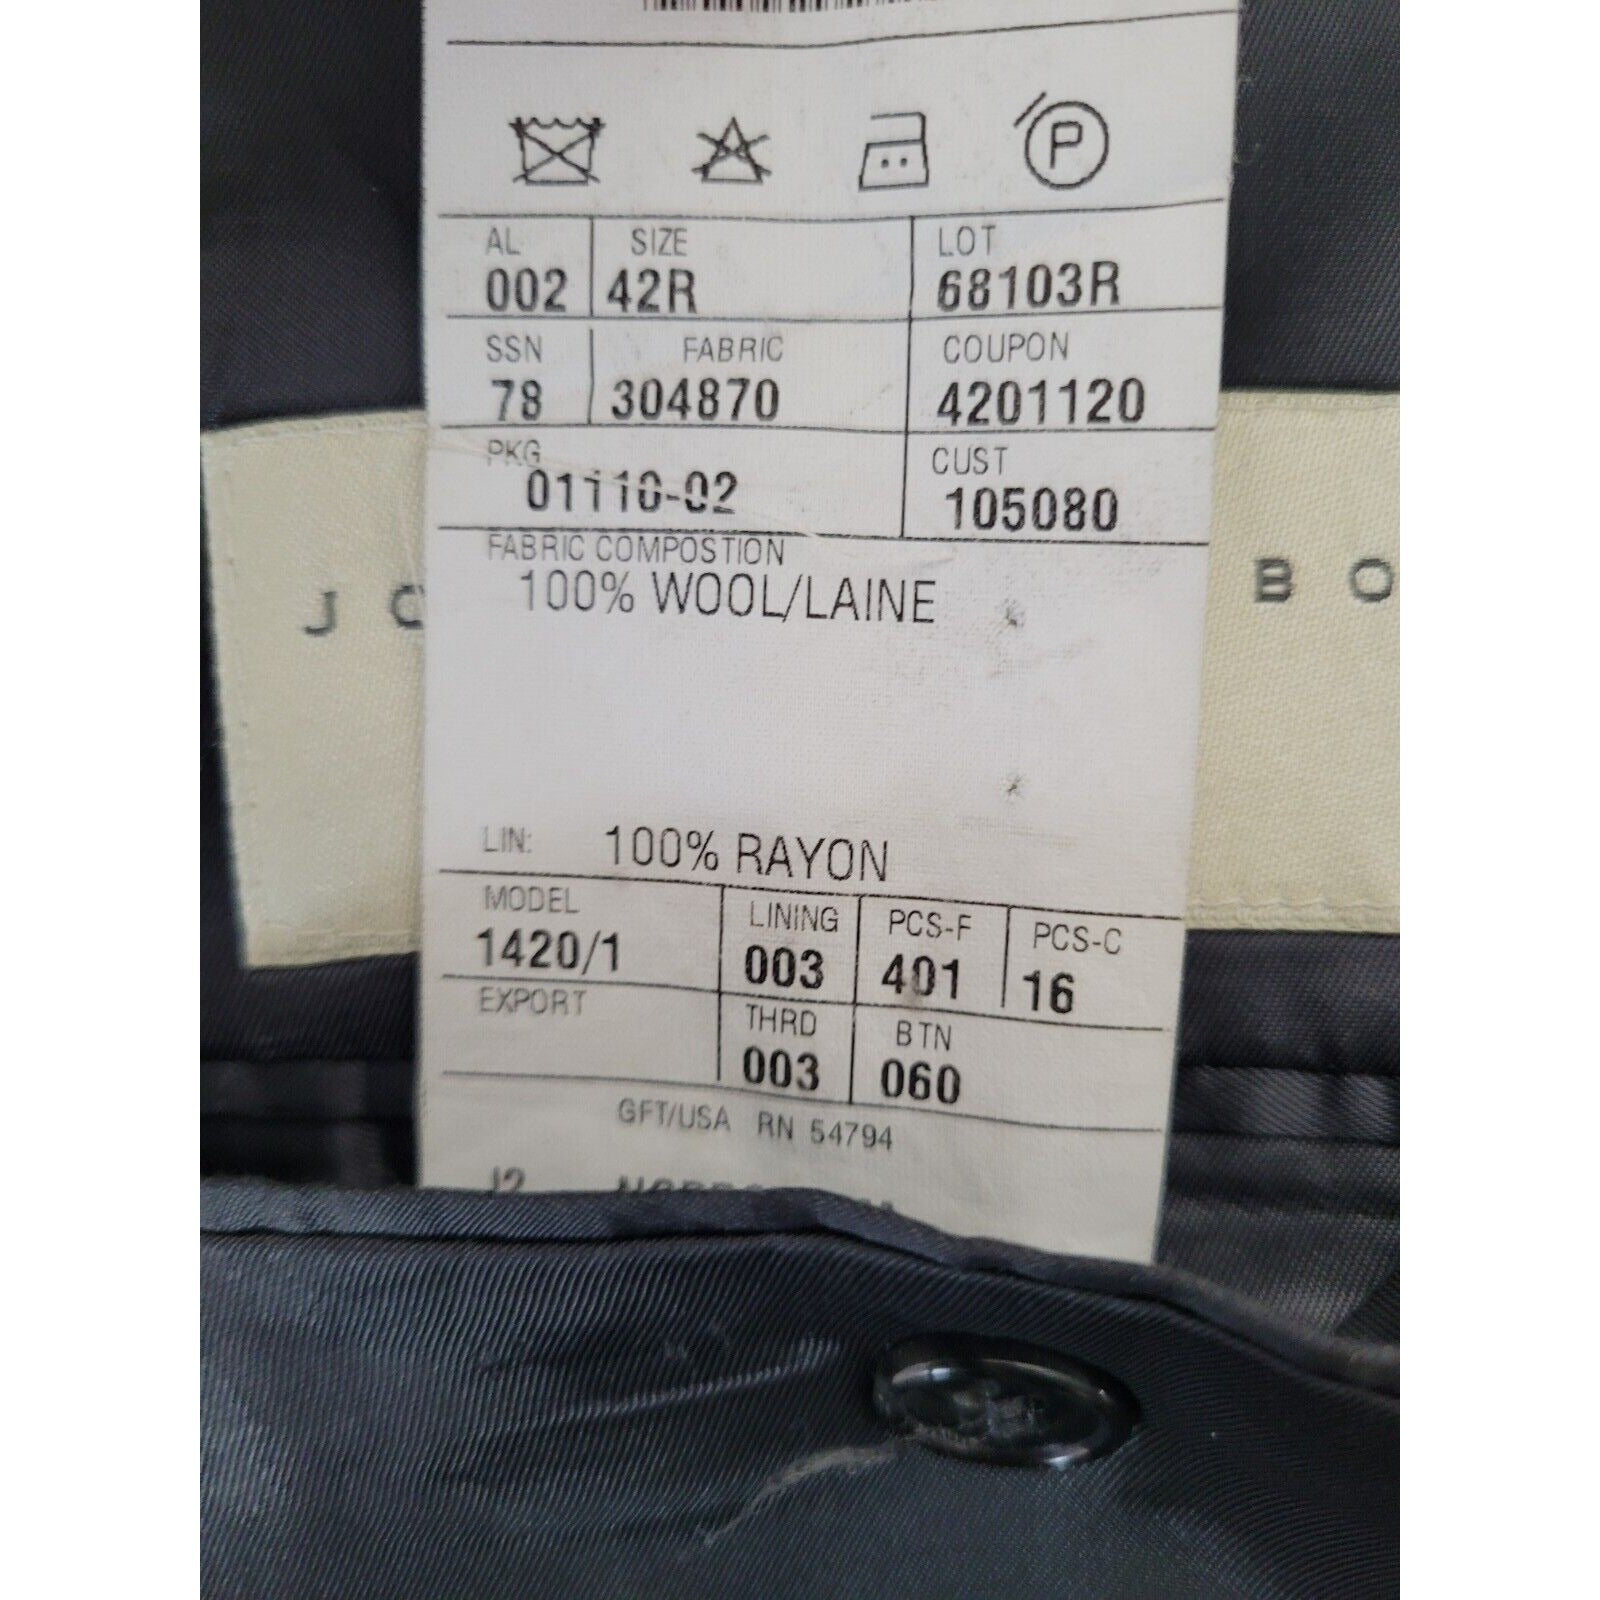 P
AL SIZE LOT
002 42R 68103R
SSN FABRIC COUPON
78 304870 4201120
PKG CUST
01110-02 105080
FABRIC COMPOSTION
100% WOOL/LAINE
J BO
LIN: 100% RAYON
MODEL LINING PCS-F PCS-C
1420/1 003 401 16
EXPORT THRD BTN
003 060
GFT/USA RN 54794